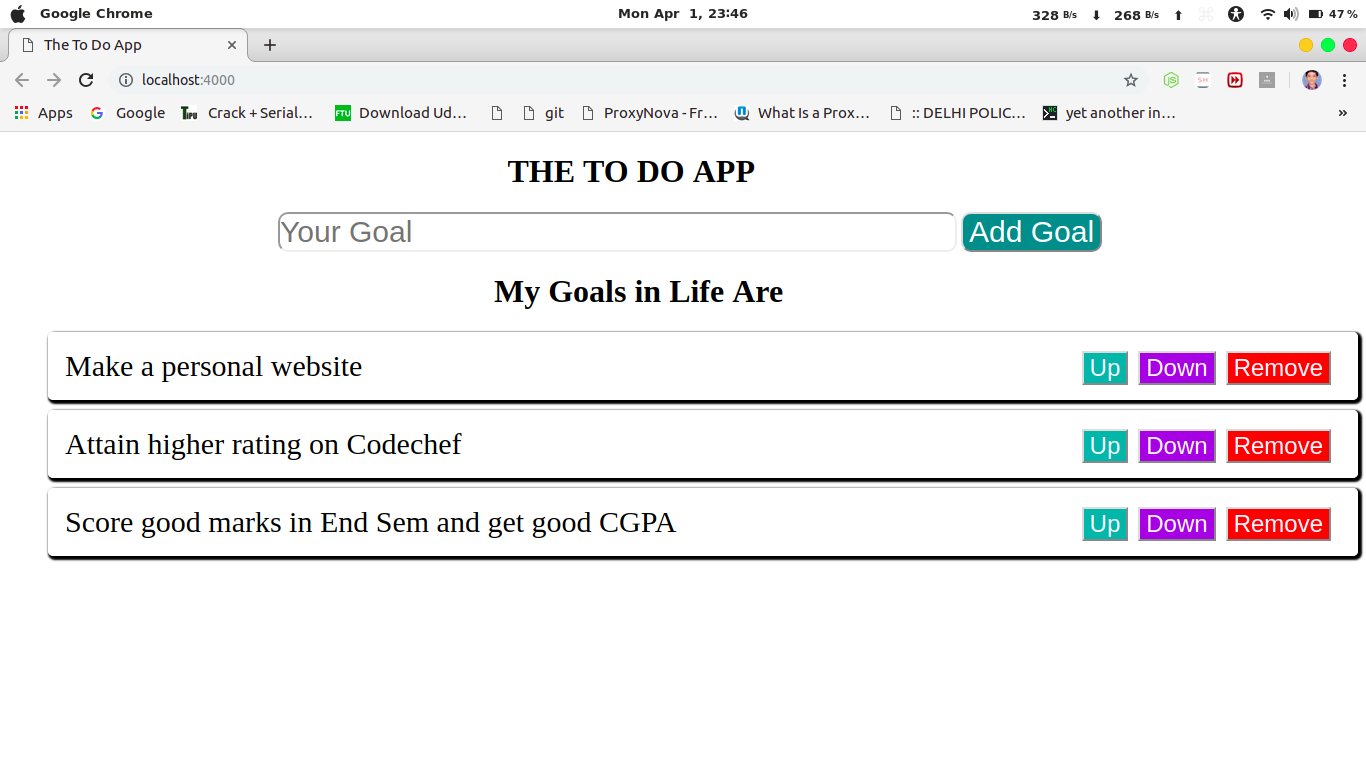 Google Chrome Mon Apr 1, 23:46 328 B/s ⬇ 268 B/s ⬆ 47 %
The To Do App
localhost:4000
Apps Google Crack + Serial... Download Ud... git ProxyNova - Fr... What Is a Prox... :: DELHI POLIC... yet another in... »
THE TO DO APP
Your Goal Add Goal
My Goals in Life Are
Make a personal website Up Down Remove
Attain higher rating on Codechef Up Down Remove
Score good marks in End Sem and get good CGPA Up Down Remove